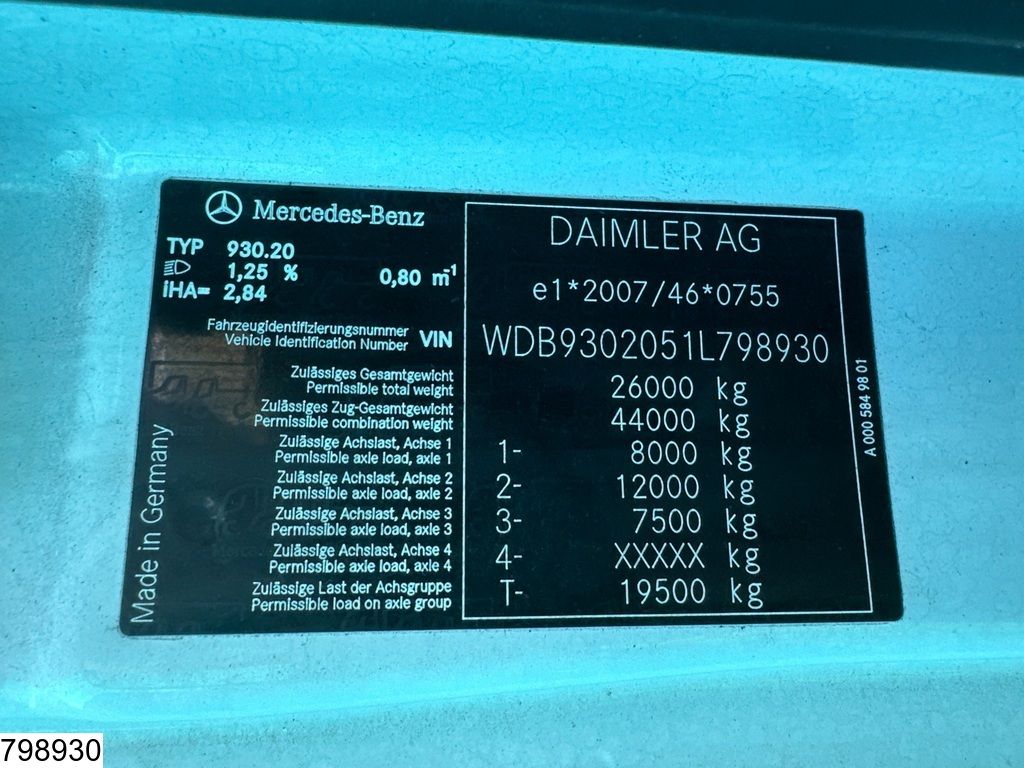 Mercedes-Benz
TYP 930.20
1,25 % 0,80 m-1
iHA= 2,84
DAIMLER AG
e1*2007/46*0755
Fahrzeugidentifizierungsnummer
Vehicle Identification Number VIN WDB9302051L798930
Zulässiges Gesamtgewicht
Permissible total weight 26000 kg
Zulässiges Zug-Gesamtgewicht
Permissible combination weight 44000 kg
Zulässige Achslast, Achse 1
Permissible axle load, axle 1 1- 8000 kg
Zulässige Achslast, Achse 2
Permissible axle load, axle 2 2- 12000 kg
Zulässige Achslast, Achse 3
Permissible axle load, axle 3 3- 7500 kg
Zulässige Achslast, Achse 4
Permissible axle load, axle 4 4- XXXXX kg
Zulässige Last der Achsgruppe
Permissible load on axle group T- 19500 kg
Made in Germany
A 000 584 98 01
798930